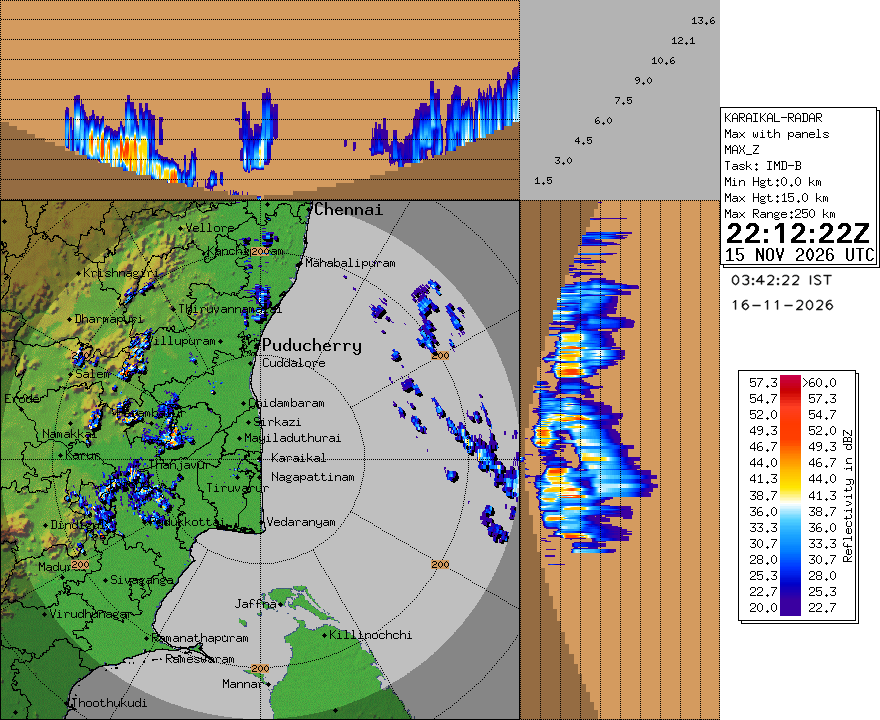 13.6
12.1
10.6
9.0
7.5
6.0
4.5
3.0
1.5
KARAIKAL-RADAR
Max with panels
MAX_Z
Task: IMD-B
Min Hgt:0.0 km
Max Hgt:15.0 km
Max Range:250 km
22:12:22Z
15 NOV 2026 UTC
03:42:22 IST
16-11-2026
Chennai
Vellore
200
Mahabalipuram
Krishnagiri
Dharmapuri
Puducherry
200
Cuddalore
Salem
Chidambaram
Sirkazi
Namakkal
Mayiladuthurai
Karur
Karaikal
Thanjavur
Nagapattinam
Tiruvarur
Vedaranyam
200
200
Sivaganga
Jaffna
Virudhunagar
Killinochchi
Ramanathapuram
Rameswaram
200
Mannar
Thoothukudi
57.3 >60.0
54.7 57.3
52.0 54.7
49.3 52.0
46.7 49.3
44.0 46.7
41.3 44.0
38.7 41.3
36.0 38.7
33.3 36.0
30.7 33.3
28.0 30.7
25.3 28.0
22.7 25.3
20.0 22.7
Reflectivity in dBZ